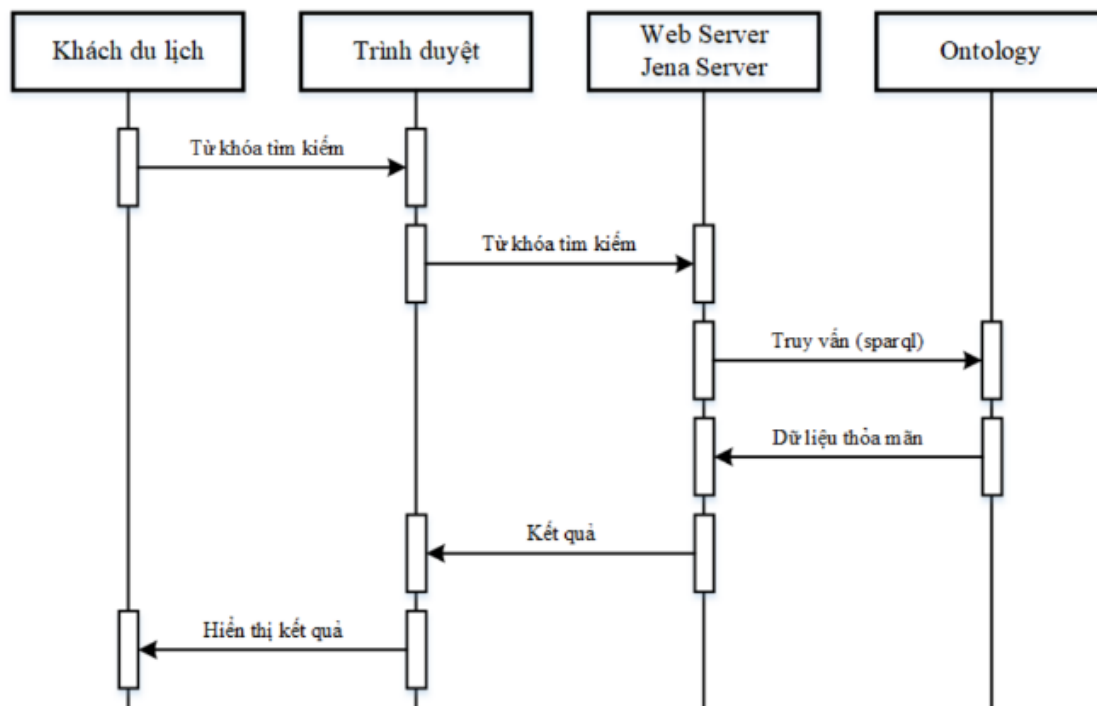 Khách du lịch
Trình duyệt
Web Server
Jena Server
Ontology
Từ khóa tìm kiếm
Từ khóa tìm kiếm
Truy vấn (sparql)
Dữ liệu thỏa mãn
Kết quả
Hiển thị kết quả